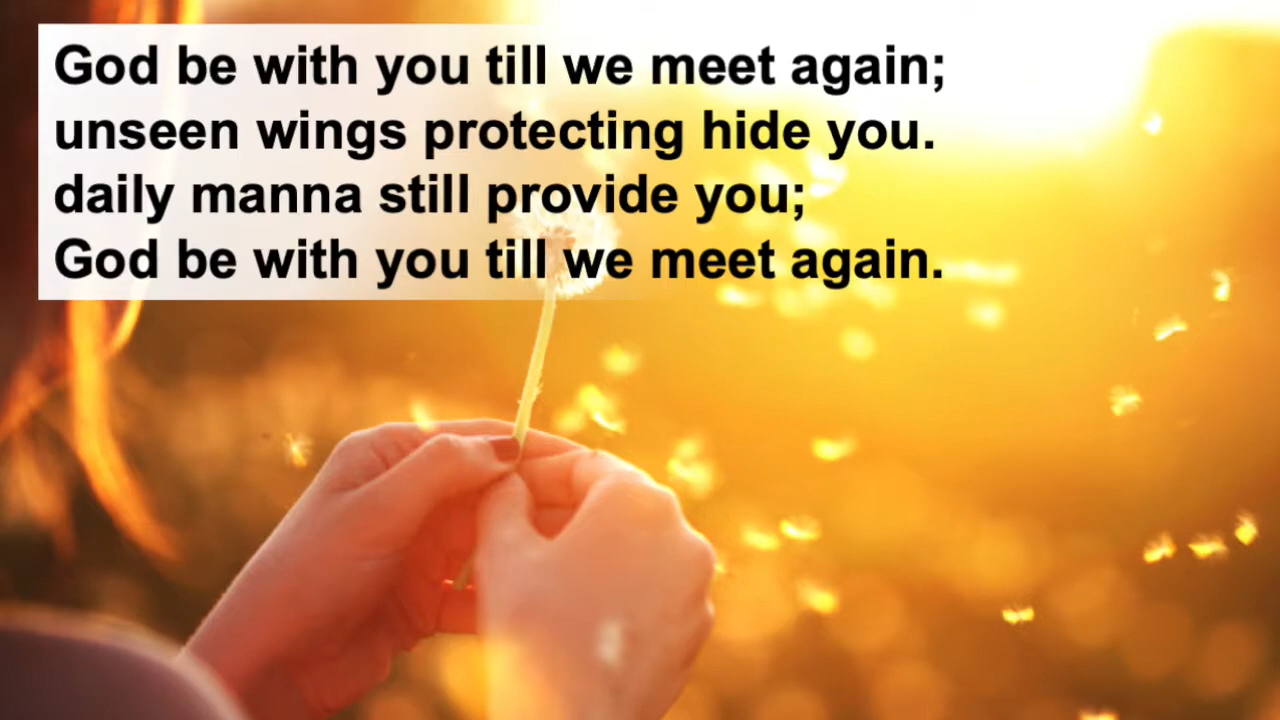 God be with you till we meet again;
unseen wings protecting hide you.
daily manna still provide you;
God be with you till we meet again.